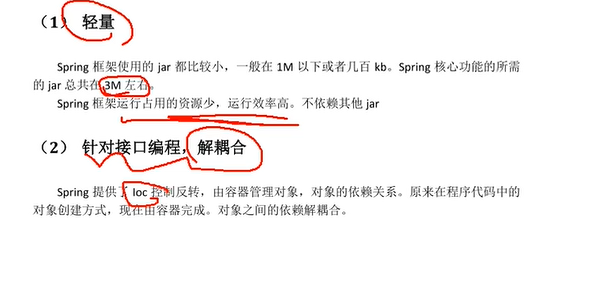 （1） 轻量
Spring 框架使用的 jar 都比较小，一般在 1M 以下或者几百 kb。Spring 核心功能的所需
的 jar 总共在 3M 左右。
Spring 框架运行占用的资源少，运行效率高。不依赖其他 jar
（2） 针对接口编程，解耦合
Spring 提供了 Ioc 控制反转，由容器管理对象，对象的依赖关系。原来在程序代码中的
对象创建方式，现在由容器完成。对象之间的依赖解耦合。